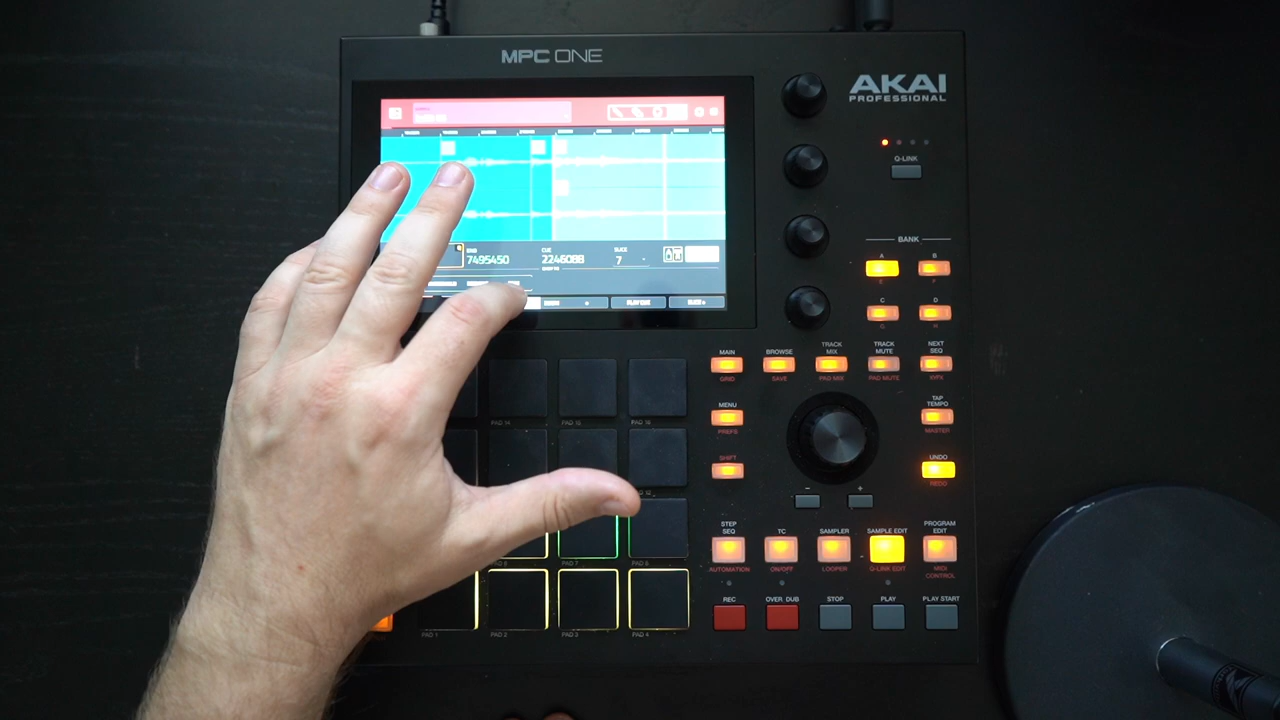 MPC ONE
AKAI
PROFESSIONAL
Q-LINK
BANK
A
B
C
D
7495450
CUE
2246088
SLICE
7
MAIN
BROWSE
TRACK MIX
TRACK MUTE
NEXT SEQ
GRID
SAVE
PAD MIX
PAD MUTE
XYFX
MENU
TAP TEMPO
PREFS
MASTER
SHIFT
UNDO
REDO
-
+
PAD 14
PAD 15
PAD 16
STEP SEQ
TC
SAMPLER
SAMPLE EDIT
PROGRAM EDIT
AUTOMATION
ON/OFF
LOOPER
Q-LINK EDIT
MIDI CONTROL
REC
OVER DUB
STOP
PLAY
PLAY START
PAD 7
PAD 8
PAD 1
PAD 2
PAD 3
PAD 4